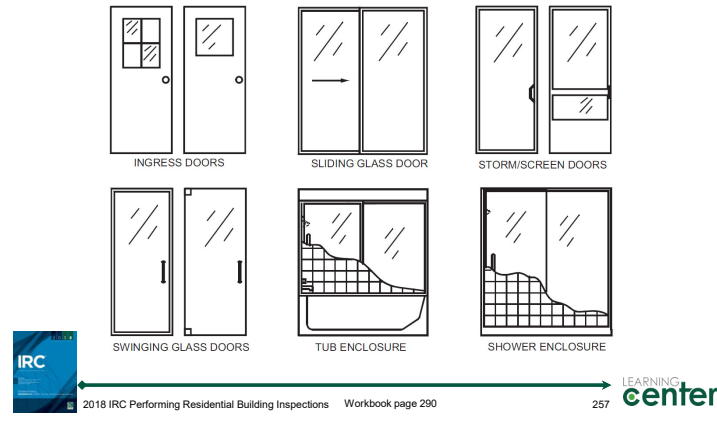 INGRESS DOORS
SLIDING GLASS DOOR
STORM/SCREEN DOORS
SWINGING GLASS DOORS
TUB ENCLOSURE
SHOWER ENCLOSURE
IRC
2018 IRC Performing Residential Building Inspections Workbook page 290
257
LEARNING
center